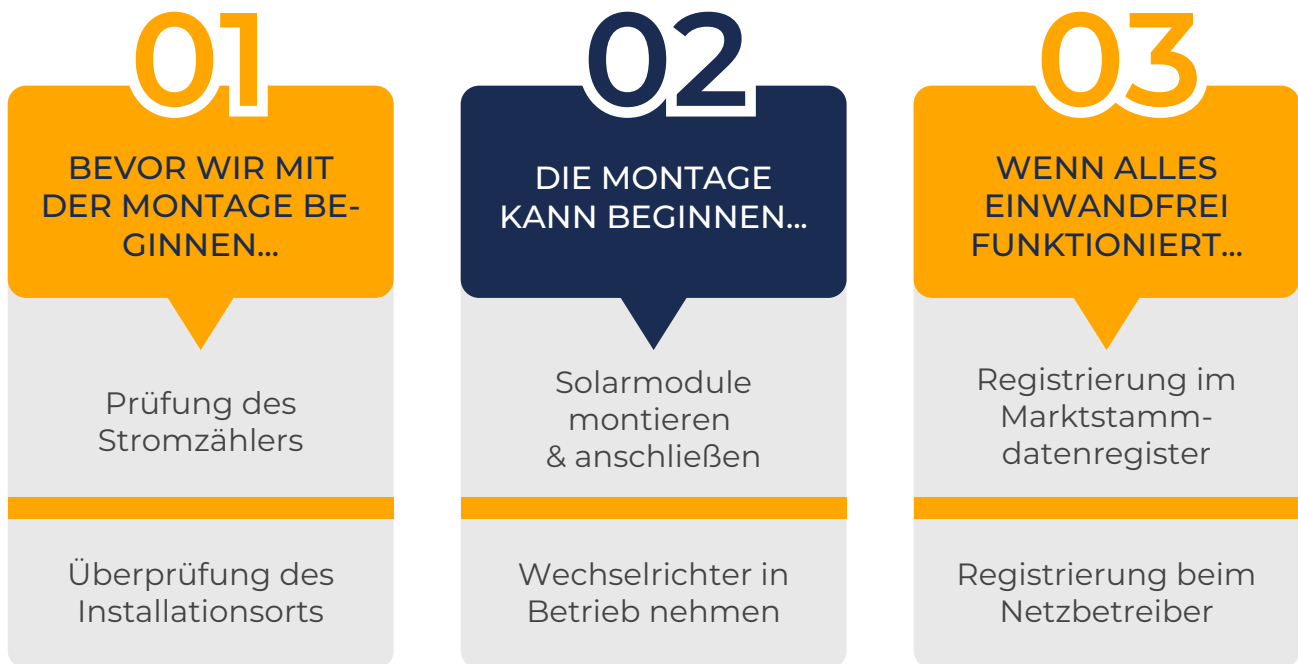 01
BEVOR WIR MIT
DER MONTAGE BE-
GINNEN...
Prüfung des
Stromzählers
Überprüfung des
Installationsorts
02
DIE MONTAGE
KANN BEGINNEN...
Solarmodule
montieren
& anschließen
Wechselrichter in
Betrieb nehmen
03
WENN ALLES
EINWANDFREI
FUNKTIONIERT...
Registrierung im
Marktstamm-
datenregister
Registrierung beim
Netzbetreiber